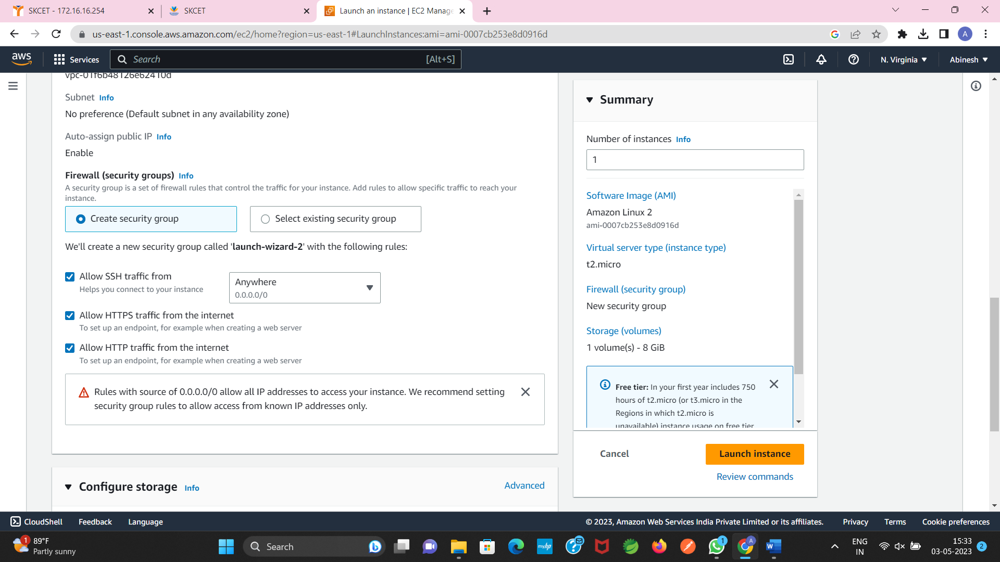 SKCET - 172.16.16.254
SKCET
Launch an instance | EC2 Manage
us-east-1.console.aws.amazon.com/ec2/home?region=us-east-1#LaunchInstances:ami=ami-0007cb253e8d0916d
A
aws
Services
Search
[Alt+S]
N. Virginia
Abinesh
vpc-01f6b48126e62410d
Subnet Info
No preference (Default subnet in any availability zone)
Auto-assign public IP Info
Enable
Firewall (security groups) Info
A security group is a set of firewall rules that control the traffic for your instance. Add rules to allow specific traffic to reach your
instance.
Create security group
Select existing security group
We'll create a new security group called 'launch-wizard-2' with the following rules:
Allow SSH traffic from
Helps you connect to your instance
Anywhere
0.0.0.0/0
Allow HTTPS traffic from the internet
To set up an endpoint, for example when creating a web server
Allow HTTP traffic from the internet
To set up an endpoint, for example when creating a web server
Rules with source of 0.0.0.0/0 allow all IP addresses to access your instance. We recommend setting
security group rules to allow access from known IP addresses only.
Configure storage Info
Advanced
Summary
Number of instances Info
1
Software Image (AMI)
Amazon Linux 2
ami-0007cb253e8d0916d
Virtual server type (instance type)
t2.micro
Firewall (security group)
New security group
Storage (volumes)
1 volume(s) - 8 GiB
Free tier: In your first year includes 750
hours of t2.micro (or t3.micro in the
Regions in which t2.micro is
unavailable) instance usage on free tier
Cancel
Launch instance
Review commands
CloudShell
Feedback
Language
© 2023, Amazon Web Services India Private Limited or its affiliates.
Privacy
Terms
Cookie preferences
1
89°F
Partly sunny
Search
myhp
1
A
W
ENG
IN
15:33
03-05-2023
2